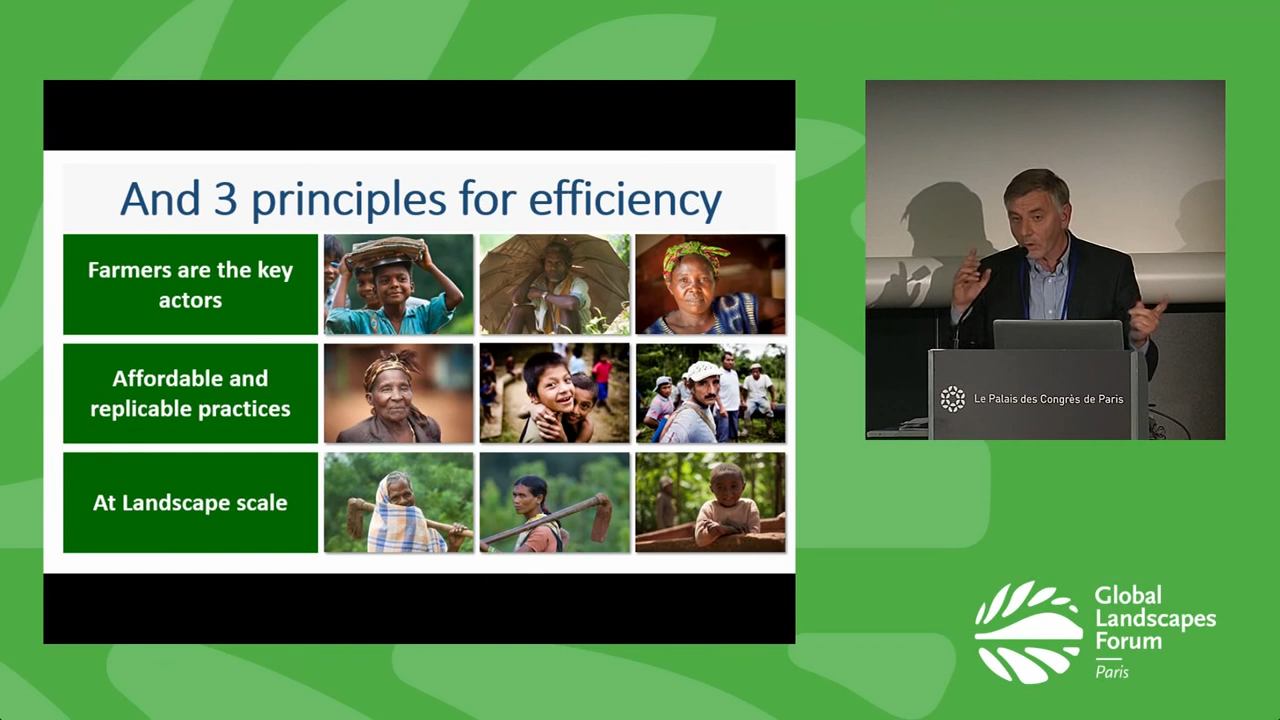 And 3 principles for efficiency
Farmers are the key
actors
Affordable and
replicable practices
At Landscape scale
Le Palais des Congrès de Paris
Global
Landscapes
Forum
Paris